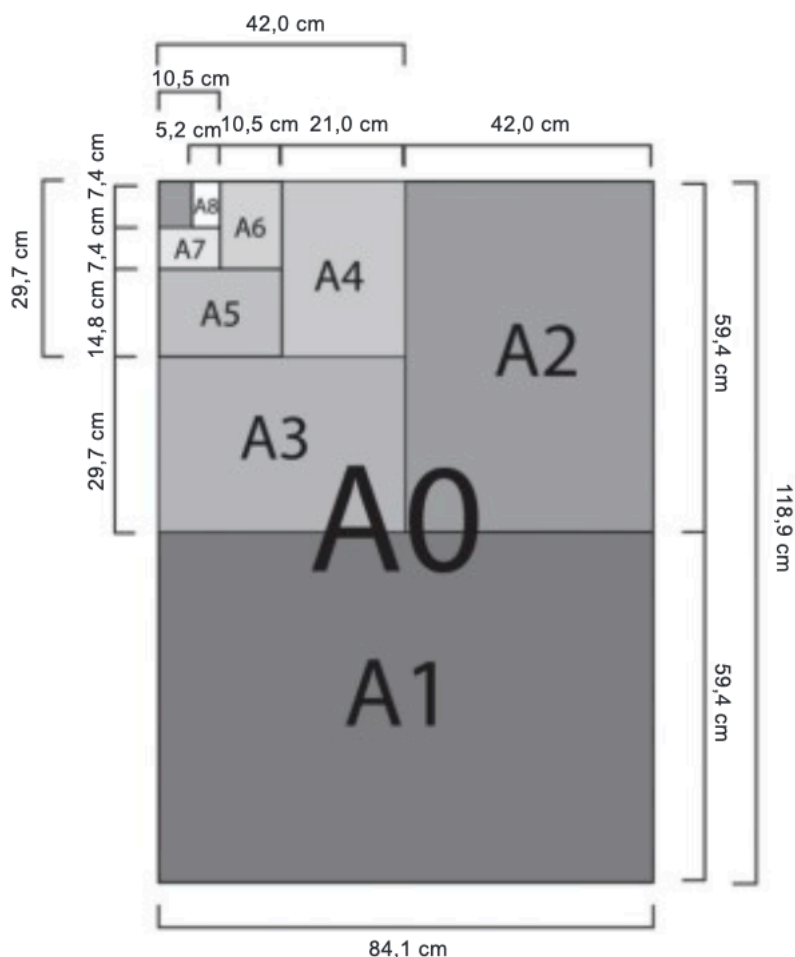 42,0 cm
10,5 cm
5,2 cm
10,5 cm
21,0 cm
42,0 cm
7,4 cm
7,4 cm
14,8 cm
29,7 cm
29,7 cm
A8
A7
A6
A5
A4
A3
A2
A0
A1
59,4 cm
59,4 cm
118,9 cm
84,1 cm